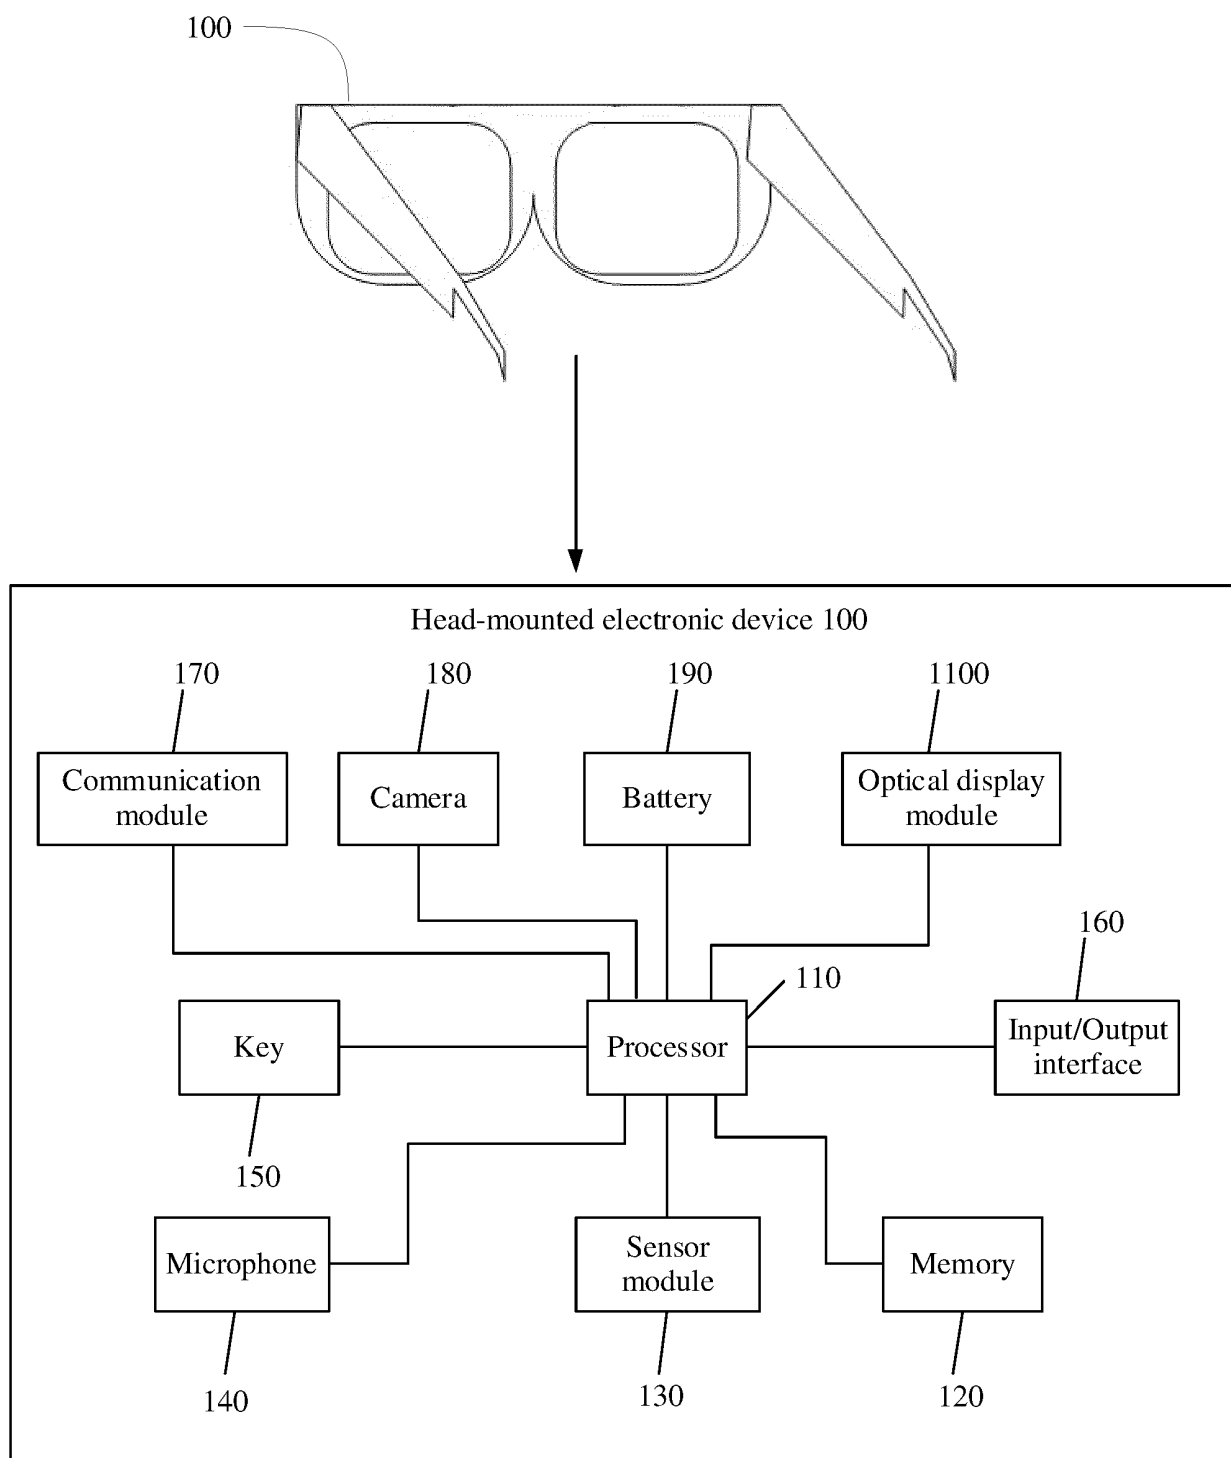 100
Head-mounted electronic device 100
170
180
190
1100
Communication
module
Camera
Battery
Optical display
module
160
110
Key
Processor
Input/Output
interface
150
Microphone
Sensor
module
Memory
140
130
120